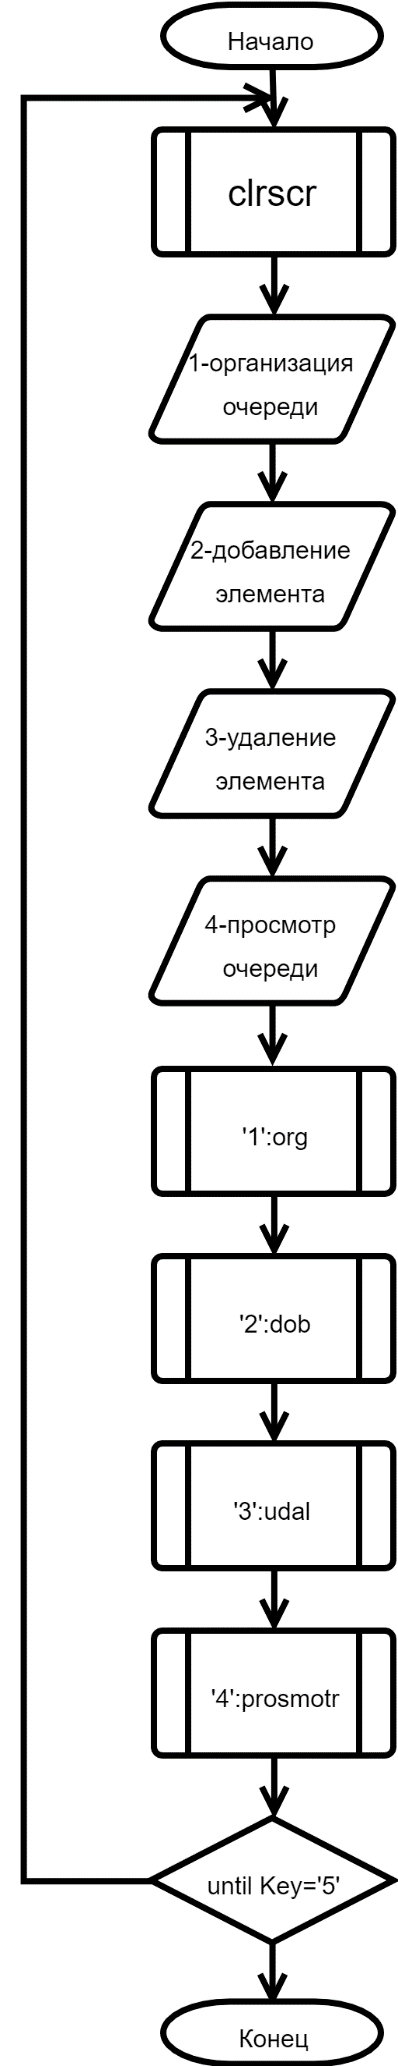 Начало
clrscr
1-организация
очереди
2-добавление
элемента
3-удаление
элемента
4-просмотр
очереди
'1':org
'2':dob
'3':udal
'4':prosmotr
until Key='5'
Конец